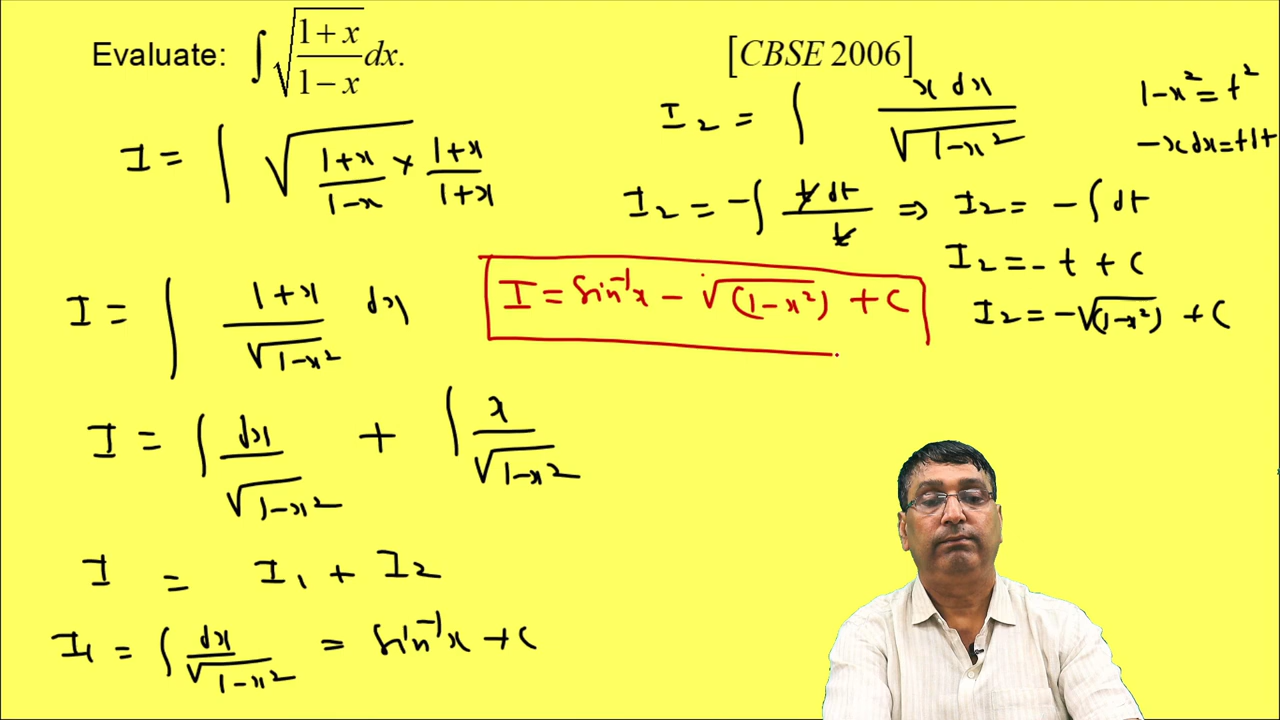 Evaluate: ∫ √((1+x)/(1−x)) dx.
[CBSE 2006]
I = ∫ √((1+x)/(1−x) × (1+x)/(1+x))
I = ∫ (1+x)/√(1−x²) dx
I = ∫ dx/√(1−x²) + ∫ x/√(1−x²)
I = I₁ + I₂
I₁ = ∫ dx/√(1−x²) = sin⁻¹x + C
I₂ = ∫ x dx/√(1−x²)
1−x² = t²
−x dx = t dt
I₂ = −∫ t dt/t ⇒ I₂ = −∫ dt
I₂ = − t + C
I₂ = −√(1−x²) + C
I = sin⁻¹x − √(1−x²) + C